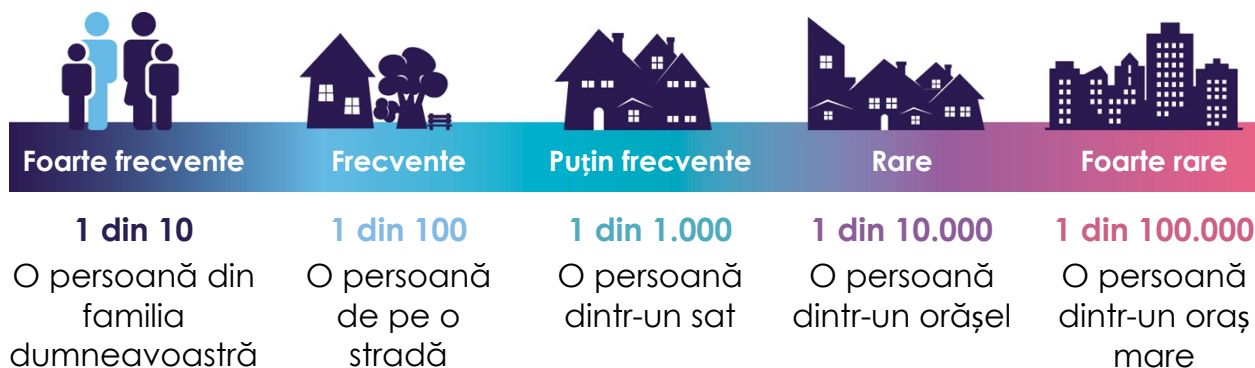 Foarte frecvente
Frecvente
Puțin frecvente
Rare
Foarte rare
1 din 10
1 din 100
1 din 1.000
1 din 10.000
1 din 100.000
O persoană din
familia
dumneavoastră
O persoană
de pe o
stradă
O persoană
dintr-un sat
O persoană
dintr-un orășel
O persoană
dintr-un oraș
mare